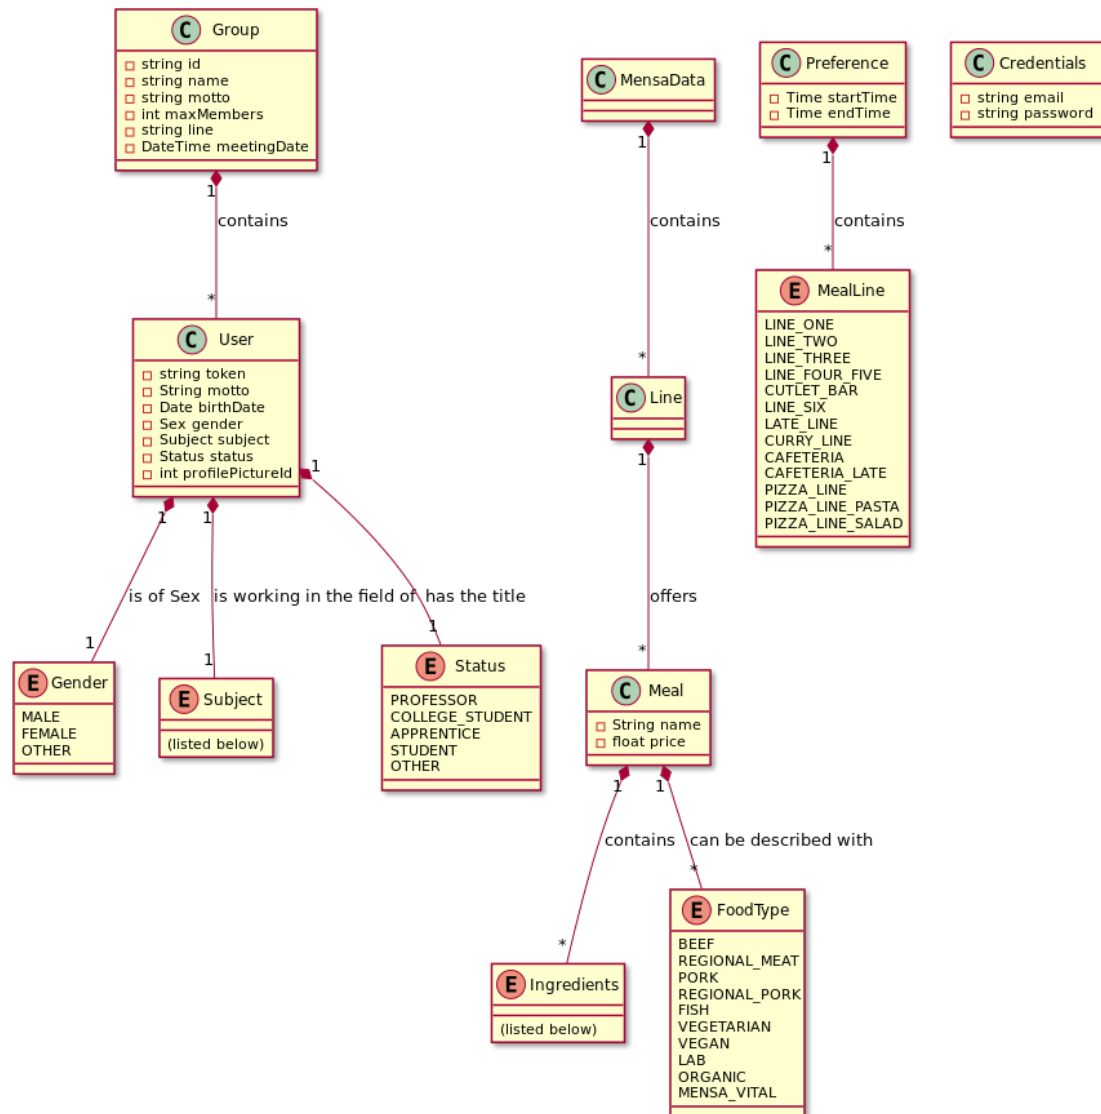 C Group
string id
string name
string motto
int maxMembers
string line
DateTime meetingDate
1
contains
*
C User
string token
String motto
Date birthDate
Sex gender
Subject subject
Status status
int profilePictureId
1
1
1
is of Sex
is working in the field of
has the title
1
1
1
E Gender
MALE
FEMALE
OTHER
E Subject
(listed below)
E Status
PROFESSOR
COLLEGE_STUDENT
APPRENTICE
STUDENT
OTHER
C MensaData
1
contains
*
C Line
1
offers
*
C Meal
String name
float price
1
1
contains
can be described with
*
*
E Ingredients
(listed below)
E FoodType
BEEF
REGIONAL_MEAT
PORK
REGIONAL_PORK
FISH
VEGETARIAN
VEGAN
LAB
ORGANIC
MENSA_VITAL
C Preference
Time startTime
Time endTime
1
contains
*
E MealLine
LINE_ONE
LINE_TWO
LINE_THREE
LINE_FOUR_FIVE
CUTLET_BAR
LINE_SIX
LATE_LINE
CURRY_LINE
CAFETERIA
CAFETERIA_LATE
PIZZA_LINE
PIZZA_LINE_PASTA
PIZZA_LINE_SALAD
C Credentials
string email
string password